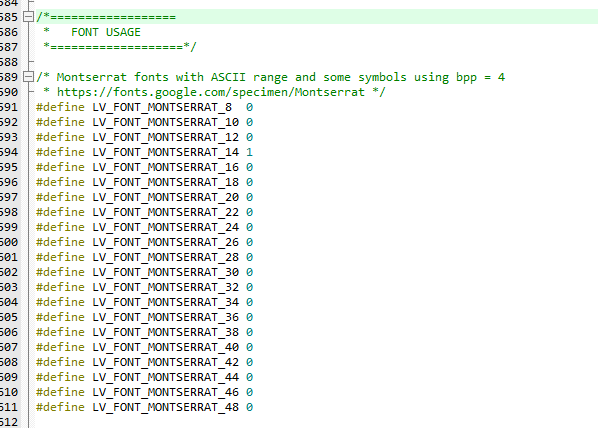 584
585 /*==================
586  *   FONT USAGE
587  *===================*/
588
589 /* Montserrat fonts with ASCII range and some symbols using bpp = 4
590  * https://fonts.google.com/specimen/Montserrat */
591 #define LV_FONT_MONTSERRAT_8  0
592 #define LV_FONT_MONTSERRAT_10 0
593 #define LV_FONT_MONTSERRAT_12 0
594 #define LV_FONT_MONTSERRAT_14 1
595 #define LV_FONT_MONTSERRAT_16 0
596 #define LV_FONT_MONTSERRAT_18 0
597 #define LV_FONT_MONTSERRAT_20 0
598 #define LV_FONT_MONTSERRAT_22 0
599 #define LV_FONT_MONTSERRAT_24 0
600 #define LV_FONT_MONTSERRAT_26 0
601 #define LV_FONT_MONTSERRAT_28 0
602 #define LV_FONT_MONTSERRAT_30 0
603 #define LV_FONT_MONTSERRAT_32 0
604 #define LV_FONT_MONTSERRAT_34 0
605 #define LV_FONT_MONTSERRAT_36 0
606 #define LV_FONT_MONTSERRAT_38 0
607 #define LV_FONT_MONTSERRAT_40 0
608 #define LV_FONT_MONTSERRAT_42 0
609 #define LV_FONT_MONTSERRAT_44 0
610 #define LV_FONT_MONTSERRAT_46 0
611 #define LV_FONT_MONTSERRAT_48 0
612